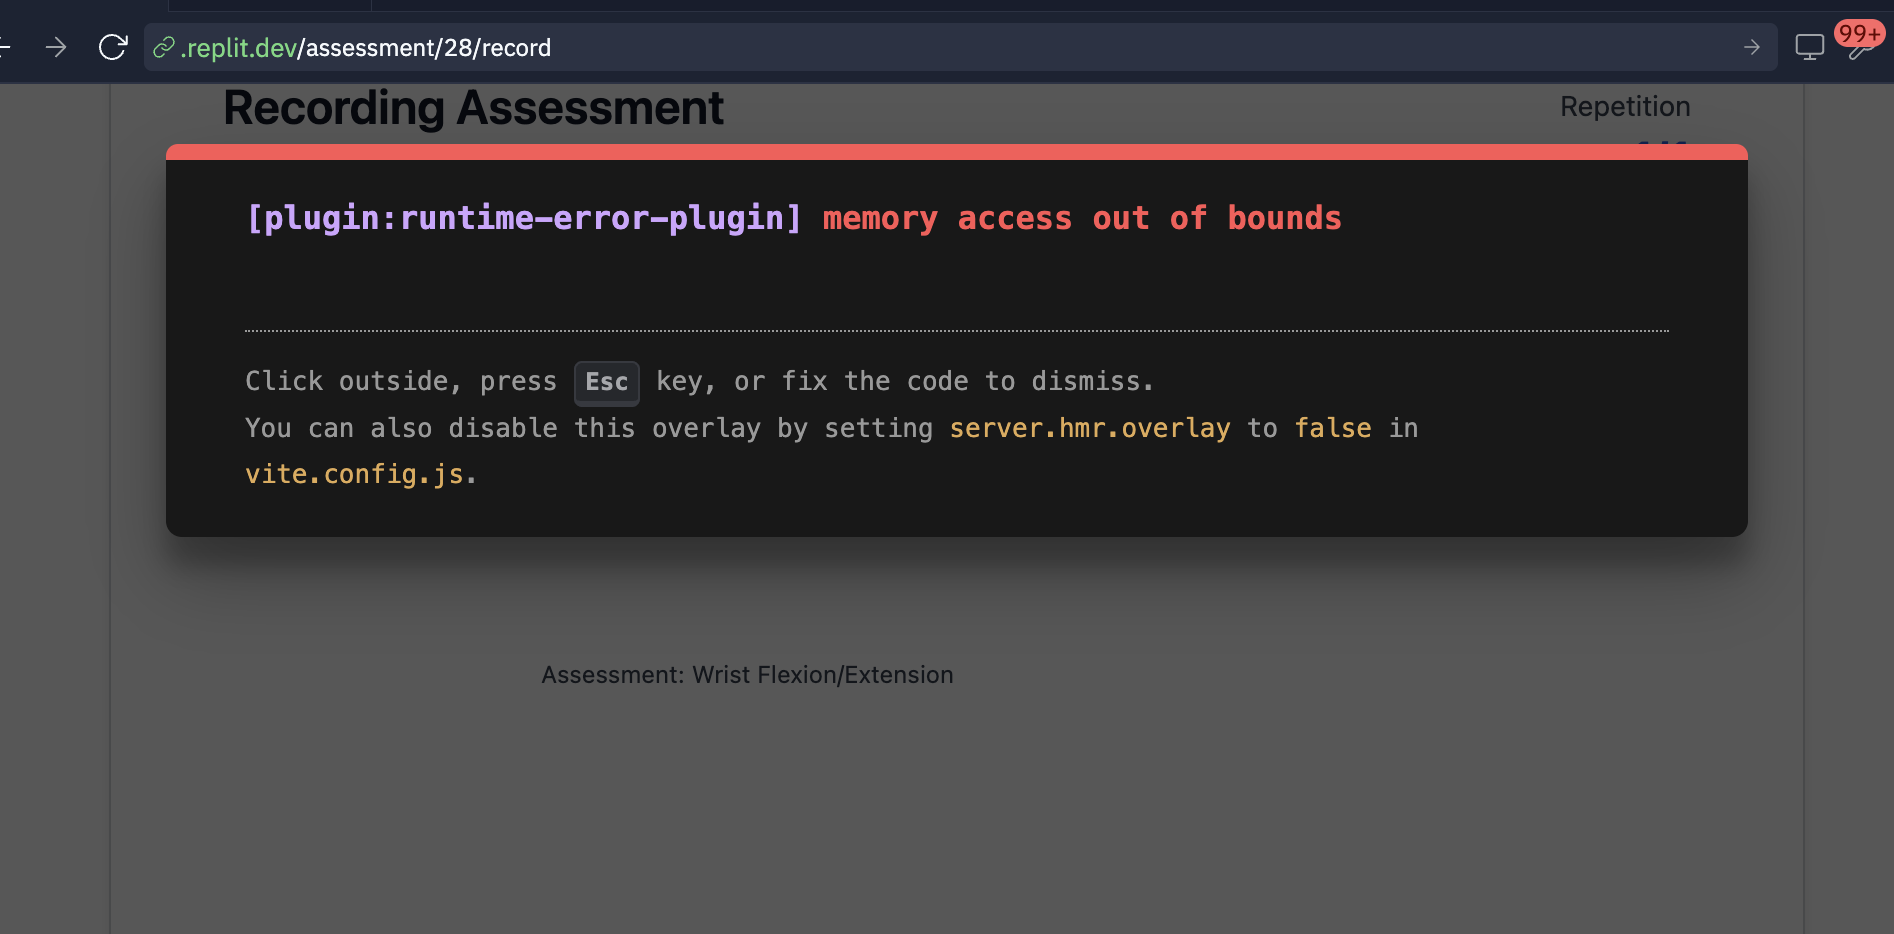 .replit.dev/assessment/28/record
99+
Recording Assessment
Repetition
[plugin:runtime-error-plugin] memory access out of bounds
Click outside, press Esc key, or fix the code to dismiss.
You can also disable this overlay by setting server.hmr.overlay to false in
vite.config.js.
Assessment: Wrist Flexion/Extension